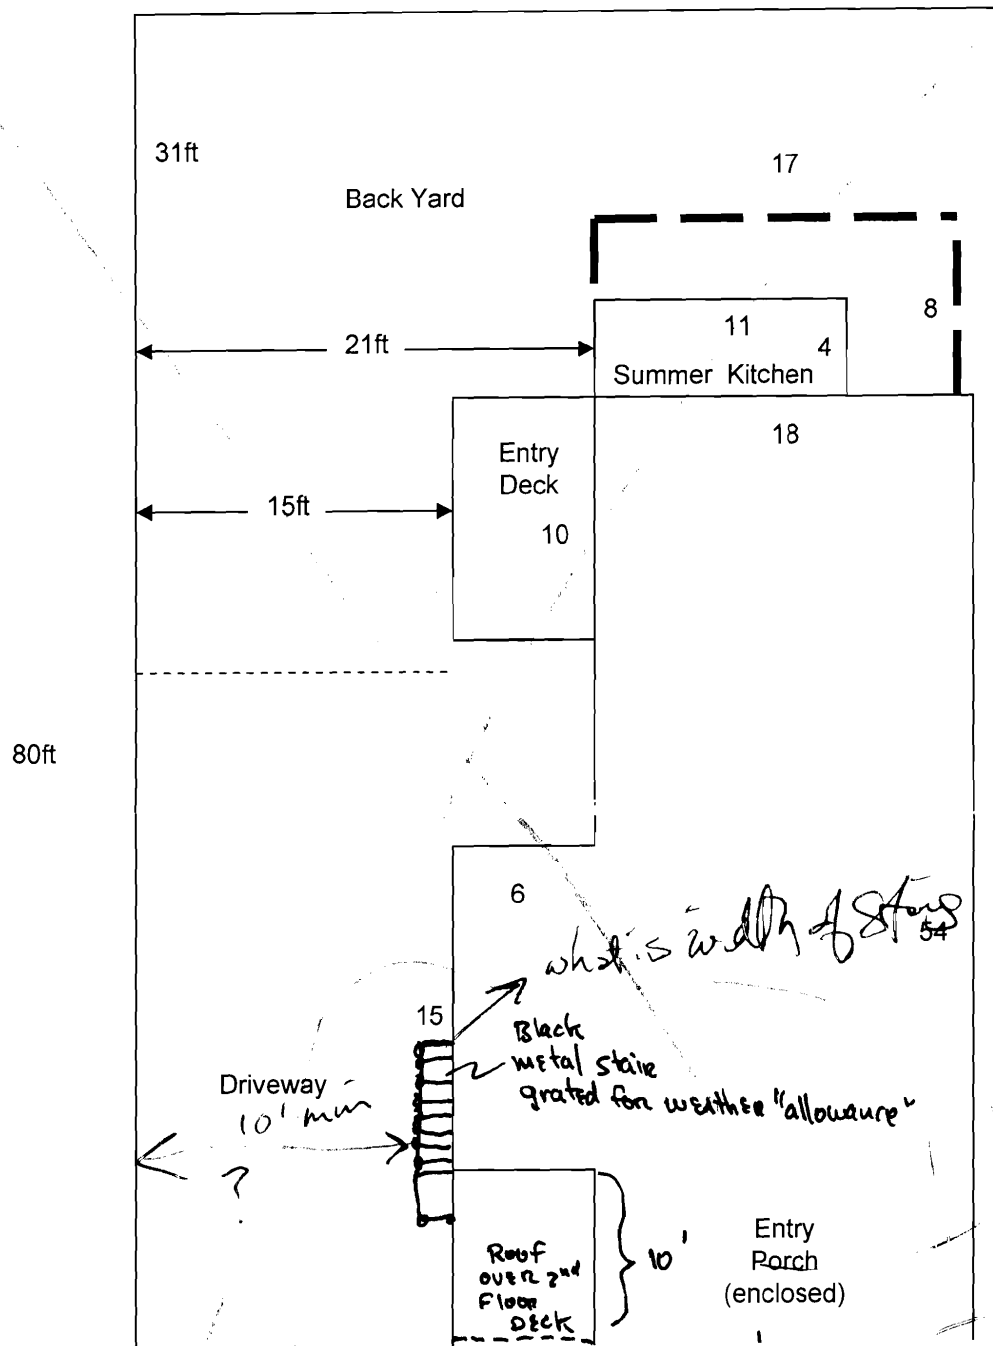 31ft
17
Back Yard
8
11
21ft
4
Summer Kitchen
18
Entry
Deck
15ft
10
80ft
6
what is width of stairs
54
15
Black
metal stair
grated for weather "allowance"
Driveway
10' min
?
Roof
over 2nd
Floor
Deck
10'
Entry
Porch
(enclosed)